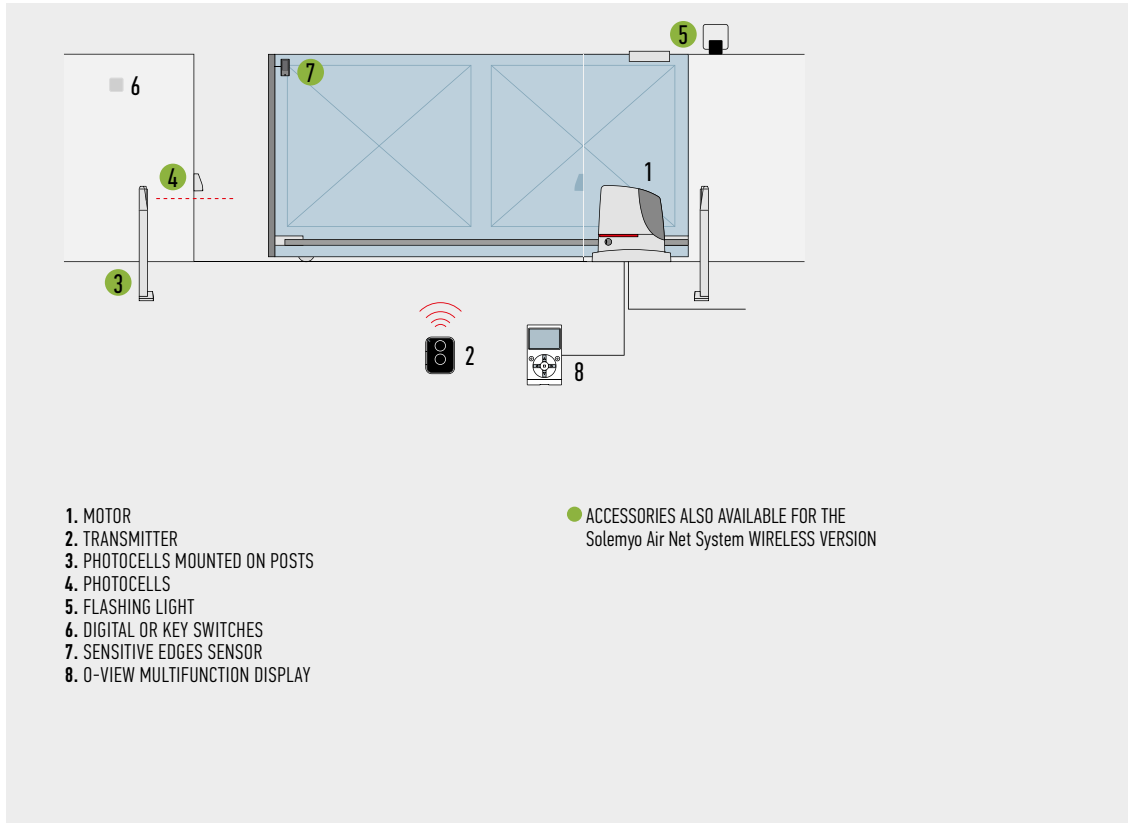 5
7
6
4
1
3
2
8
1. MOTOR
2. TRANSMITTER
3. PHOTOCELLS MOUNTED ON POSTS
4. PHOTOCELLS
5. FLASHING LIGHT
6. DIGITAL OR KEY SWITCHES
7. SENSITIVE EDGES SENSOR
8. O-VIEW MULTIFUNCTION DISPLAY
ACCESSORIES ALSO AVAILABLE FOR THE
Solemyo Air Net System WIRELESS VERSION